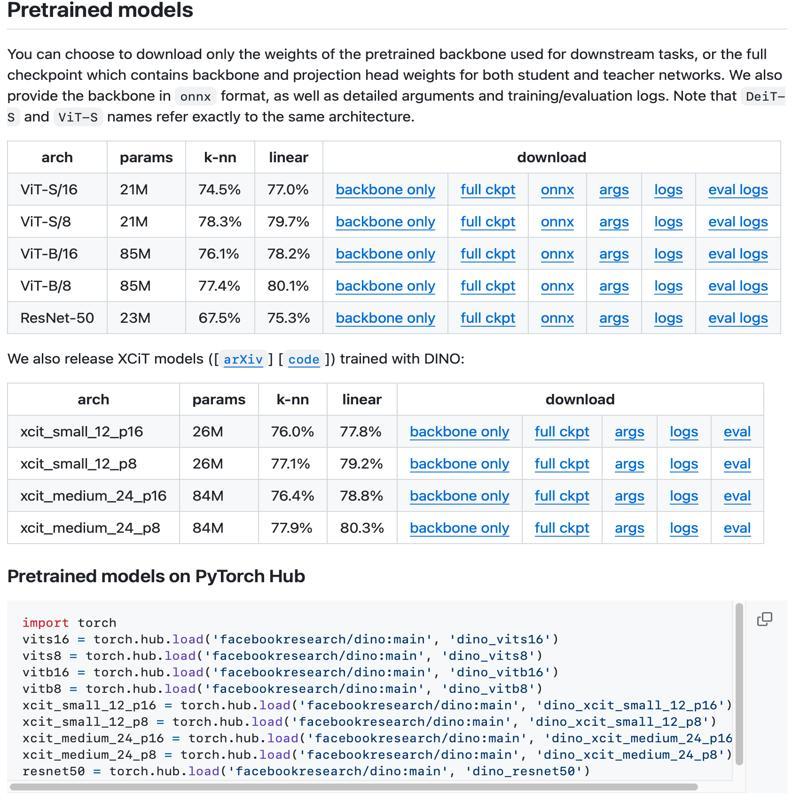 Pretrained models
You can choose to download only the weights of the pretrained backbone used for downstream tasks, or the full
checkpoint which contains backbone and projection head weights for both student and teacher networks. We also
provide the backbone in onnx format, as well as detailed arguments and training/evaluation logs. Note that DeiT-
S and ViT-S names refer exactly to the same architecture.
arch params k-nn linear download
ViT-S/16 21M 74.5% 77.0% backbone only full ckpt onnx args logs eval logs
ViT-S/8 21M 78.3% 79.7% backbone only full ckpt onnx args logs eval logs
ViT-B/16 85M 76.1% 78.2% backbone only full ckpt onnx args logs eval logs
ViT-B/8 85M 77.4% 80.1% backbone only full ckpt onnx args logs eval logs
ResNet-50 23M 67.5% 75.3% backbone only full ckpt onnx args logs eval logs
We also release XCiT models ([ arXiv ] [ code ]) trained with DINO:
arch params k-nn linear download
xcit_small_12_p16 26M 76.0% 77.8% backbone only full ckpt args logs eval
xcit_small_12_p8 26M 77.1% 79.2% backbone only full ckpt args logs eval
xcit_medium_24_p16 84M 76.4% 78.8% backbone only full ckpt args logs eval
xcit_medium_24_p8 84M 77.9% 80.3% backbone only full ckpt args logs eval
Pretrained models on PyTorch Hub
import torch
vits16 = torch.hub.load('facebookresearch/dino:main', 'dino_vits16')
vits8 = torch.hub.load('facebookresearch/dino:main', 'dino_vits8')
vitb16 = torch.hub.load('facebookresearch/dino:main', 'dino_vitb16')
vitb8 = torch.hub.load('facebookresearch/dino:main', 'dino_vitb8')
xcit_small_12_p16 = torch.hub.load('facebookresearch/dino:main', 'dino_xcit_small_12_p16')
xcit_small_12_p8 = torch.hub.load('facebookresearch/dino:main', 'dino_xcit_small_12_p8')
xcit_medium_24_p16 = torch.hub.load('facebookresearch/dino:main', 'dino_xcit_medium_24_p16
xcit_medium_24_p8 = torch.hub.load('facebookresearch/dino:main', 'dino_xcit_medium_24_p8')
resnet50 = torch.hub.load('facebookresearch/dino:main', 'dino_resnet50')